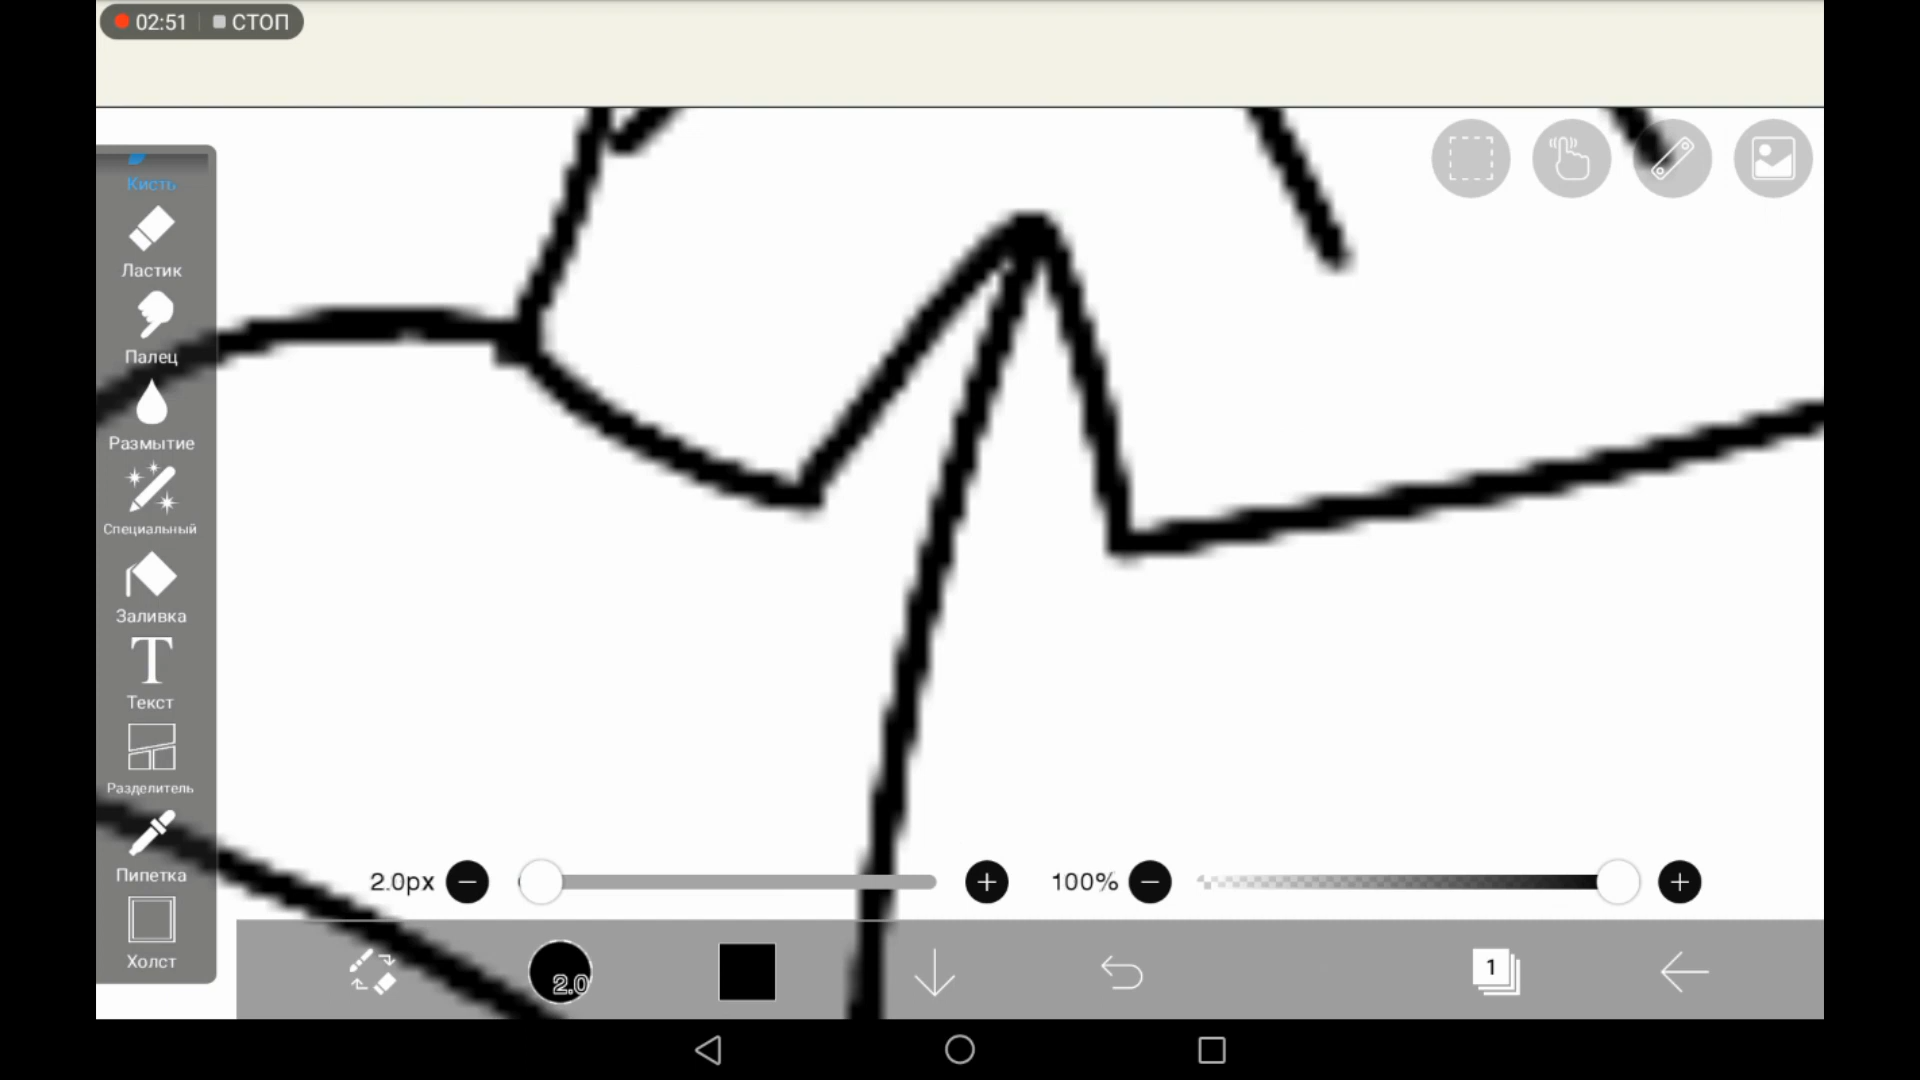 02:51 СТОП
Кисть
Ластик
Палец
Размытие
Специальный
Заливка
T
Текст
Разделитель
Пипетка
Холст
2.0px
100%
2.0
1